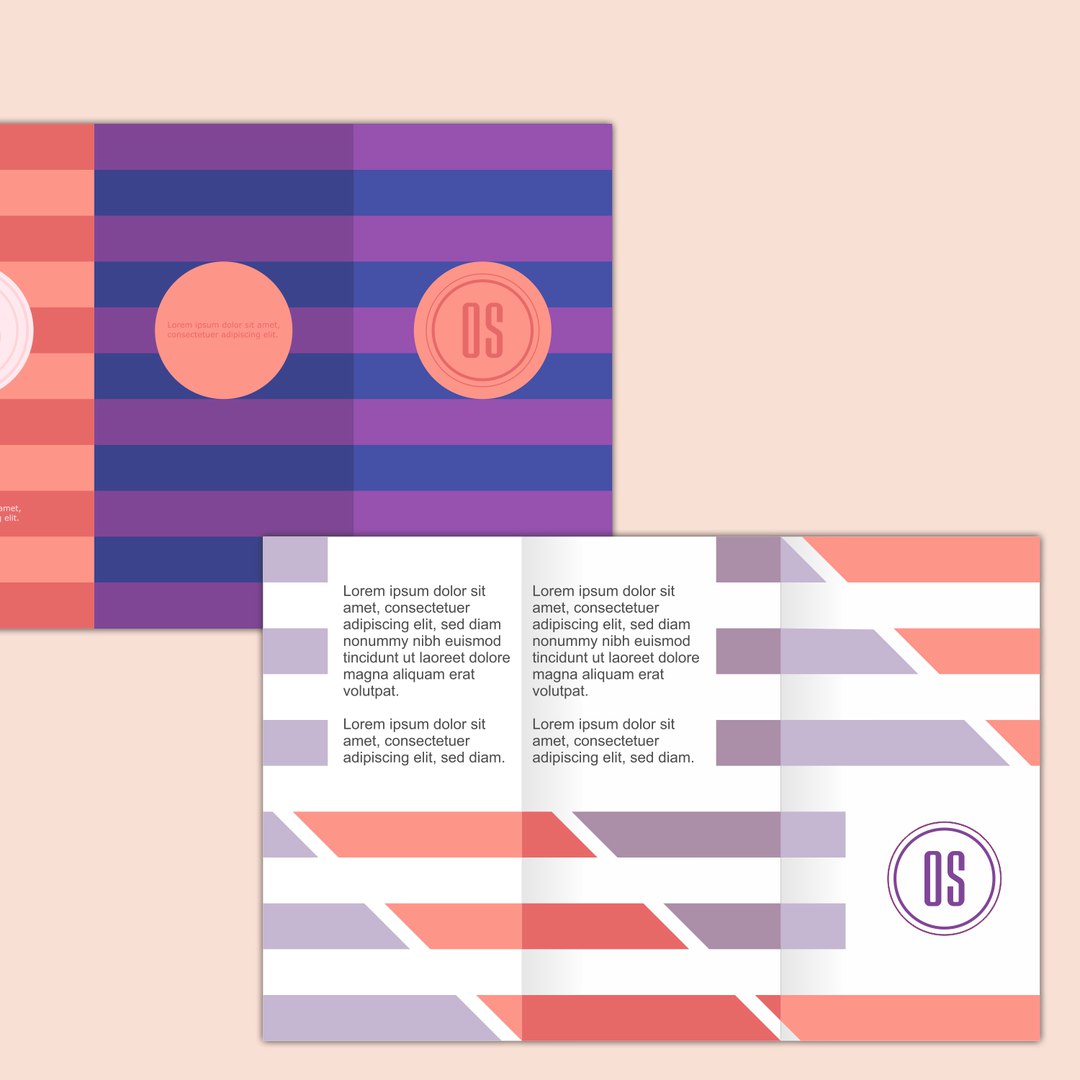 amet,
elit.
Lorem ipsum dolor sit amet,
consectetuer adipiscing elit.
OS
Lorem ipsum dolor sit
amet, consectetuer
adipiscing elit, sed diam
nonummy nibh euismod
tincidunt ut laoreet dolore
magna aliquam erat
volutpat.
Lorem ipsum dolor sit
amet, consectetuer
adipiscing elit, sed diam.
Lorem ipsum dolor sit
amet, consectetuer
adipiscing elit, sed diam
nonummy nibh euismod
tincidunt ut laoreet dolore
magna aliquam erat
volutpat.
Lorem ipsum dolor sit
amet, consectetuer
adipiscing elit, sed diam.
OS